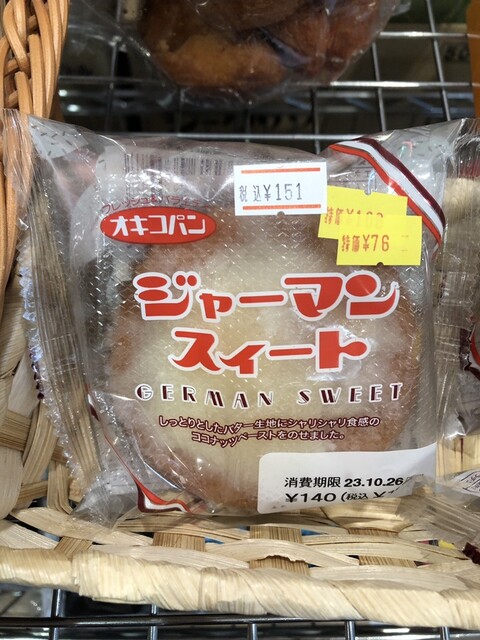 税込¥151
特価¥76
オキコパン
ジャーマン
スィート
GERMAN SWEET
しっとりとしたバター生地にシャリシャリ食感の
ココナッツペーストをのせました。
消費期限 23.10.26
¥140(税込